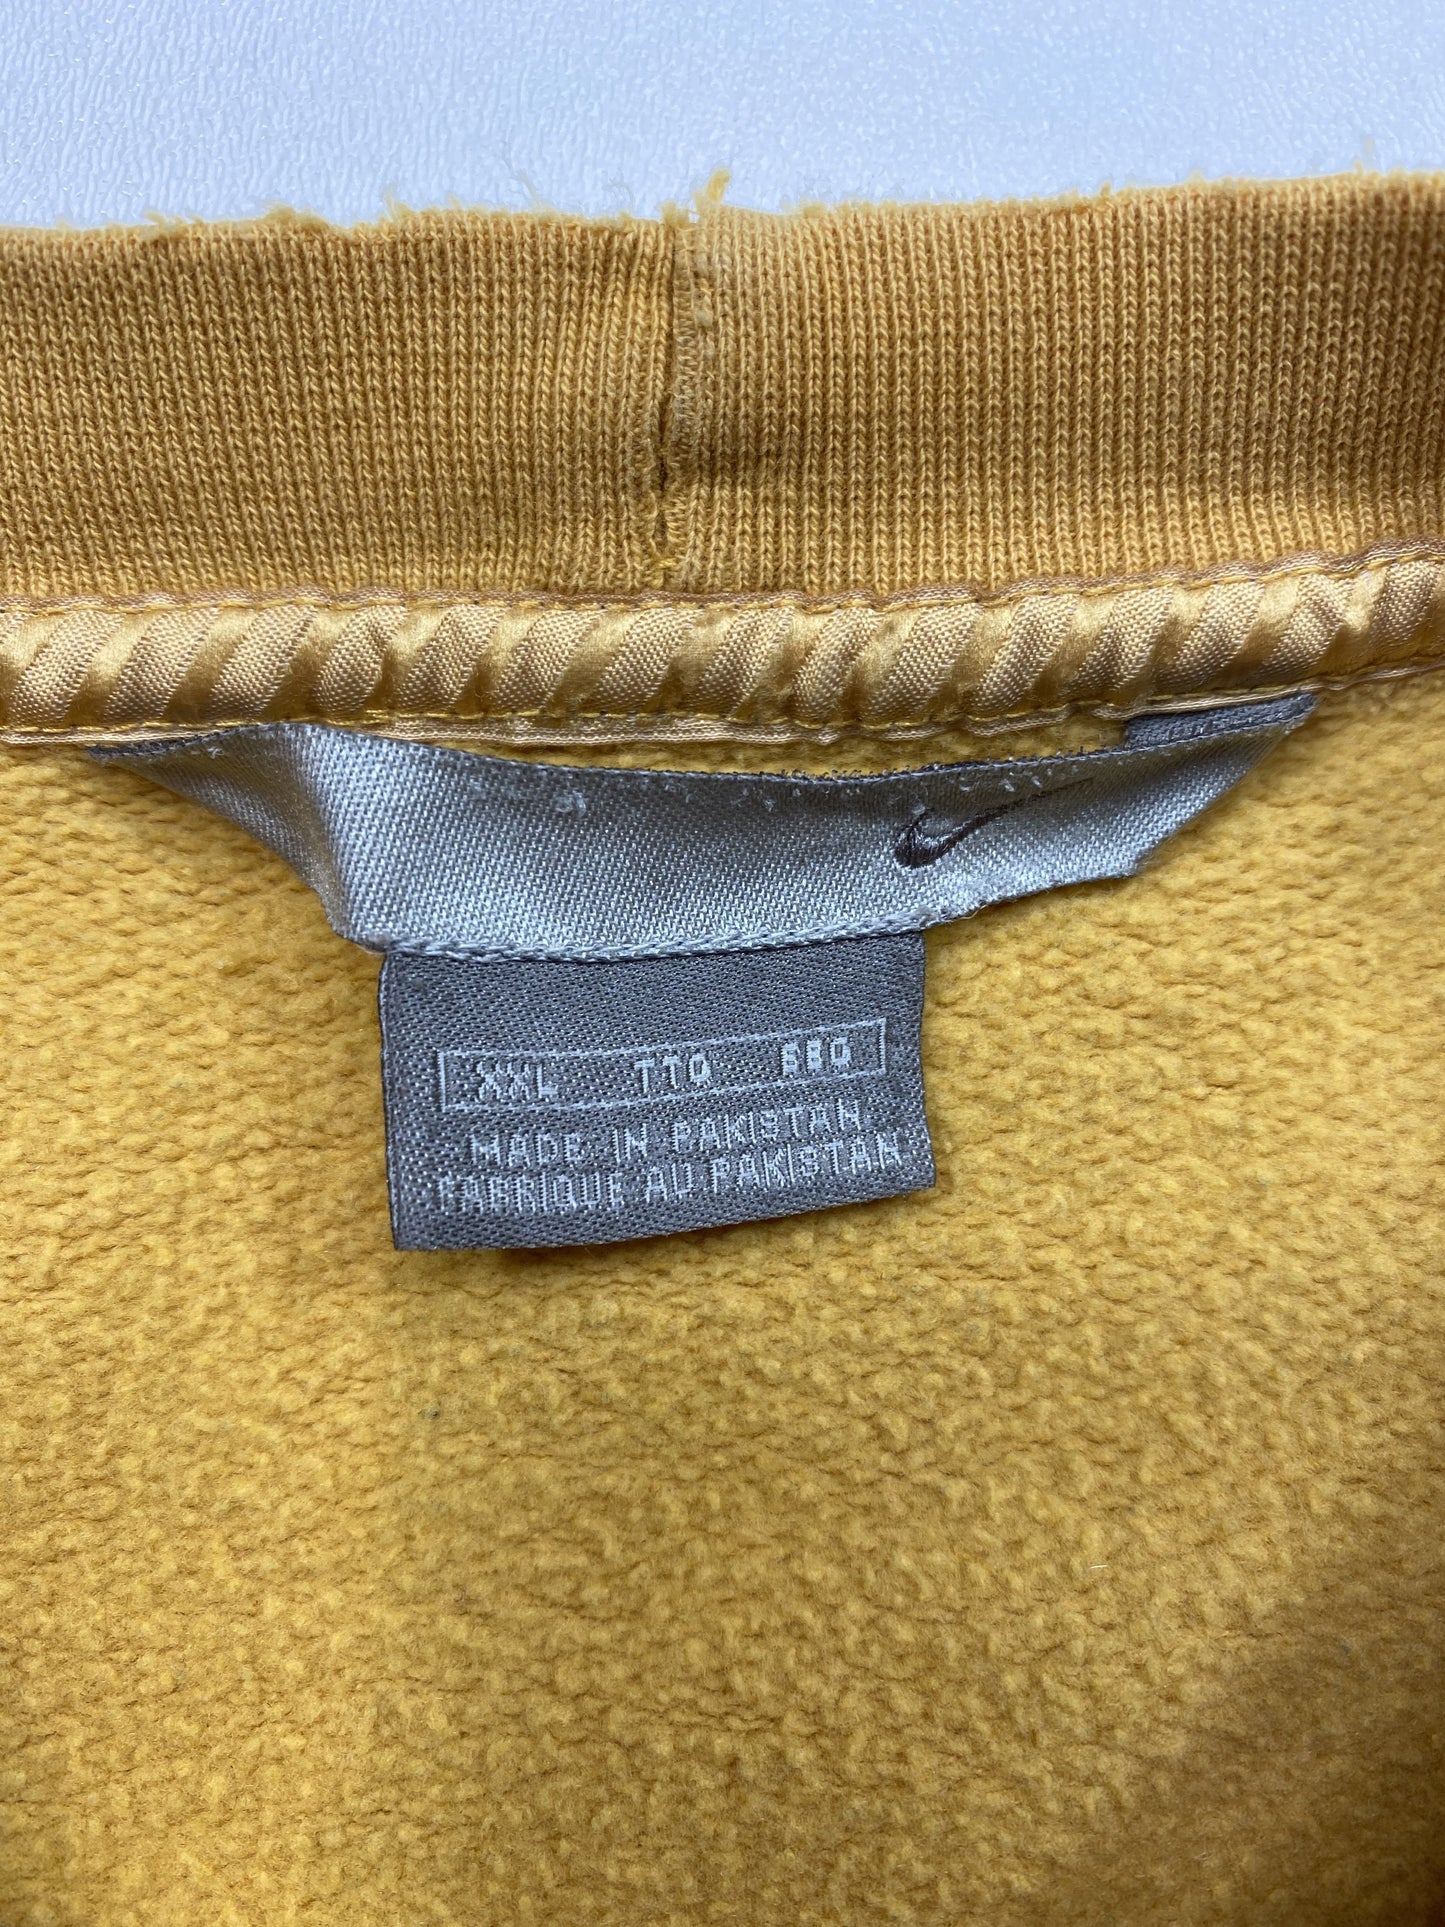 XXL TTG EEG
MADE IN PAKISTAN
FABRIQUE AU PAKISTAN